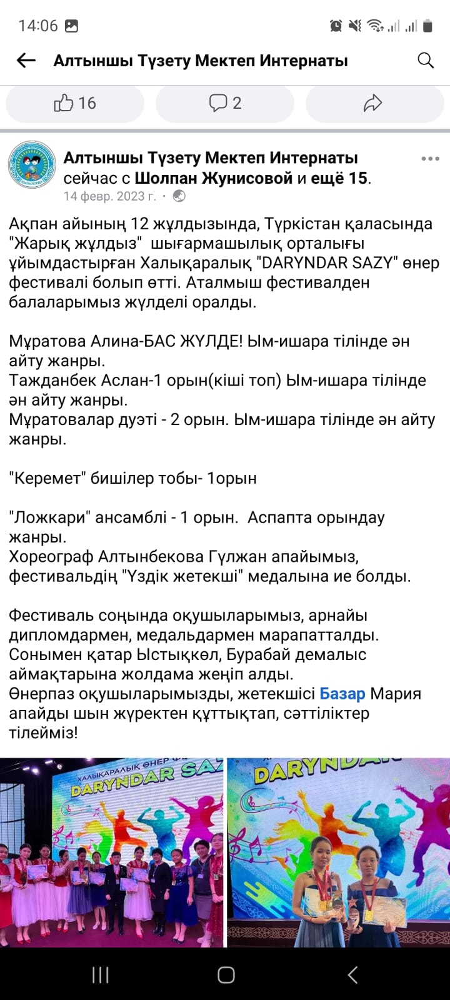 14:06
Алтыншы Түзету Мектеп Интернаты
16
2
Алтыншы Түзету Мектеп Интернаты
сейчас с Шолпан Жунисовой и ещё 15.
14 февр. 2023 г. ·
Ақпан айының 12 жұлдызында, Түркістан қаласында
"Жарық жұлдыз" шығармашылық орталығы
ұйымдастырған Халықаралық "DARYNDAR SAZY" өнер
фестивалі болып өтті. Аталмыш фестивалден
балаларымыз жүлделі оралды.
Мұратова Алина-БАС ЖҮЛДЕ! Ым-ишара тілінде ән
айту жанры.
Тажданбек Аслан-1 орын(кіші топ) Ым-ишара тілінде
ән айту жанры.
Мұратовалар дуэті - 2 орын. Ым-ишара тілінде ән айту
жанры.
"Керемет" бишілер тобы- 1орын
"Ложкари" ансамблі - 1 орын. Аспапта орындау
жанры.
Хореограф Алтынбекова Гүлжан апайымыз,
фестивальдің "Үздік жетекші" медалына ие болды.
Фестиваль соңында оқушыларымыз, арнайы
дипломдармен, медальдармен марапатталды.
Сонымен қатар Ыстықкөл, Бурабай демалыс
аймақтарына жолдама жеңіп алды.
Өнерпаз оқушыларымызды, жетекшісі Базар Мария
апайды шын жүректен құттықтап, сәттіліктер
тілейміз!
ХАЛЫҚАРАЛЫҚ ӨНЕР
DARYNDAR SAZ
DARYNDAR